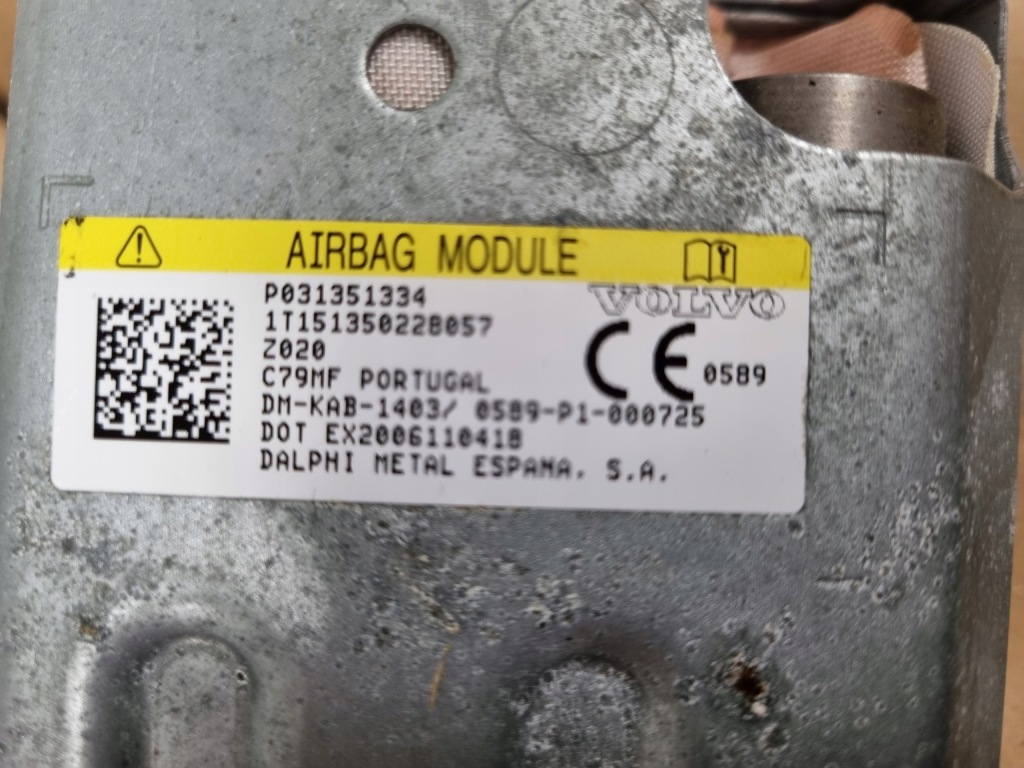 AIRBAG MODULE
P031351334
VOLVO
1T151350228057
Z020
C79MF PORTUGAL
CE 0589
DM-KAB-1403/ 0589-P1-000725
DOT EX2006110418
DALPHI METAL ESPANA. S.A.